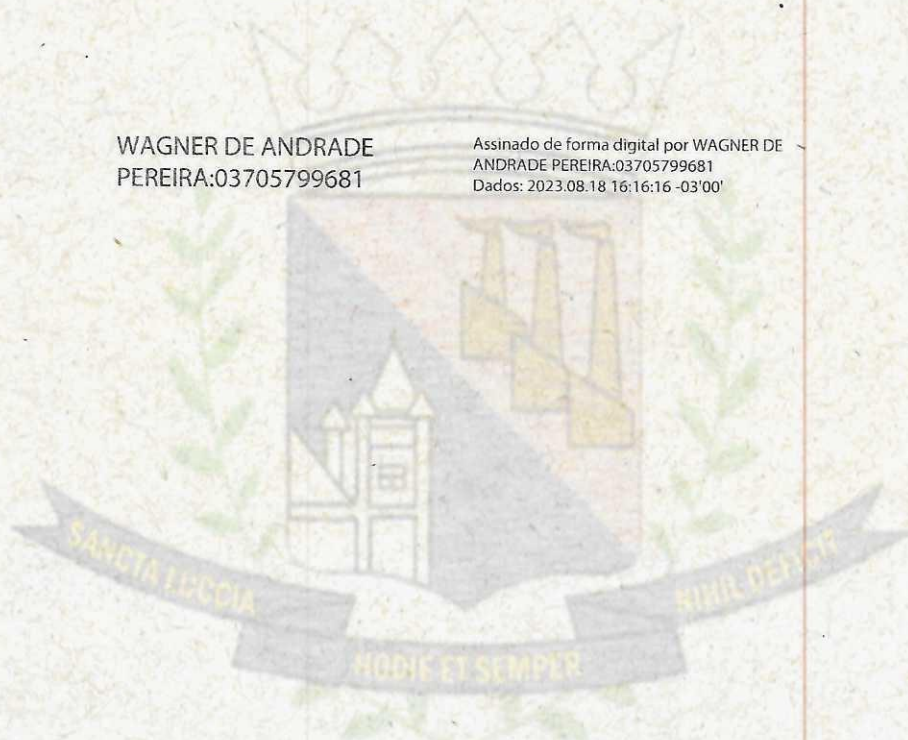 WAGNER DE ANDRADE
PEREIRA:03705799681
Assinado de forma digital por WAGNER DE
ANDRADE PEREIRA:03705799681
Dados: 2023.08.18 16:16:16 -03'00'
SANCTA LUCCIA
HODIE ET SEMPER
NIHIL DEFICIT